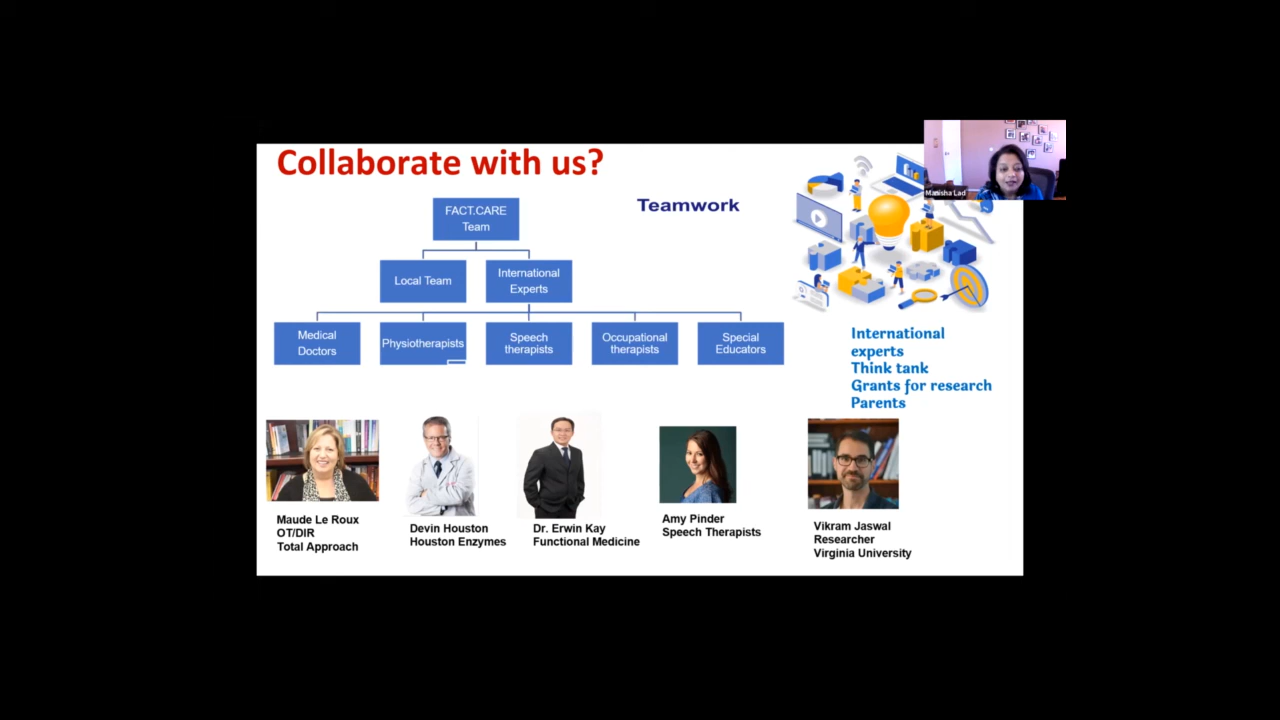 Collaborate with us?
Manisha Lad
Teamwork
FACT.CARE
Team
Local Team
International
Experts
Medical
Doctors
Physiotherapists
Speech
therapists
Occupational
therapists
Special
Educators
International
experts
Think tank
Grants for research
Parents
Maude Le Roux
OT/DIR
Total Approach
Devin Houston
Houston Enzymes
Dr. Erwin Kay
Functional Medicine
Amy Pinder
Speech Therapists
Vikram Jaswal
Researcher
Virginia University